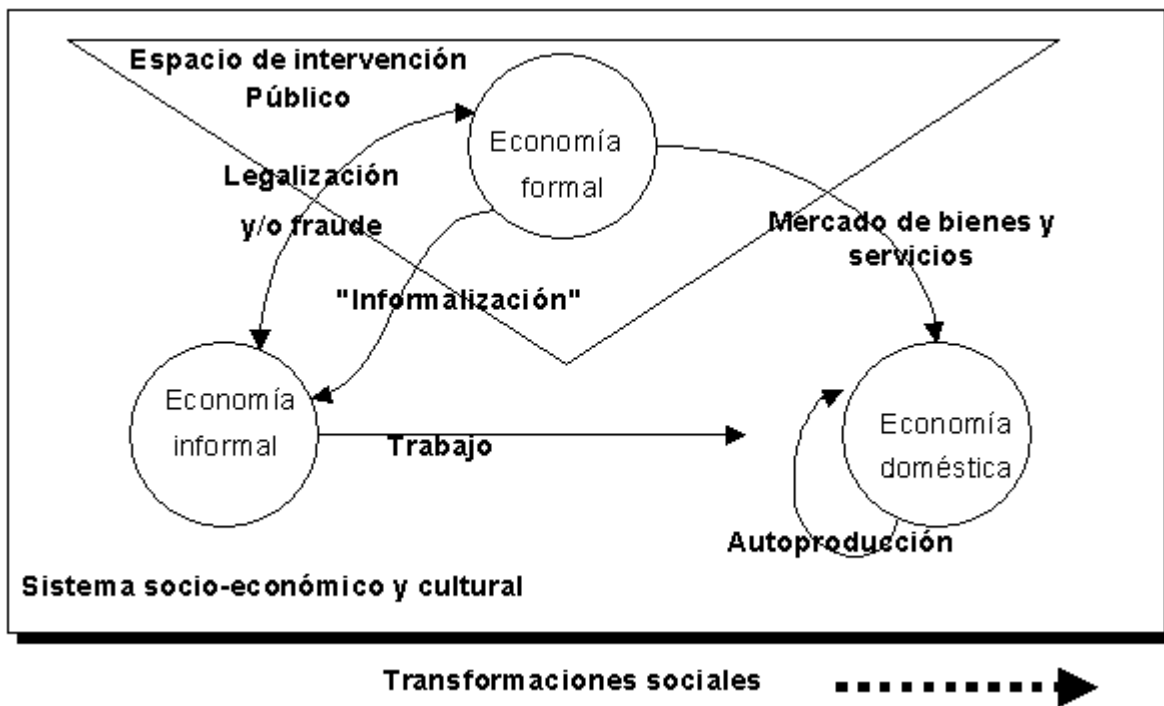 Espacio de intervención
Público
Economía
formal
Legalización
y/o fraude
Mercado de bienes y
servicios
"Informalización"
Economía
informal
Trabajo
Economía
doméstica
Autoproducción
Sistema socio-económico y cultural
Transformaciones sociales